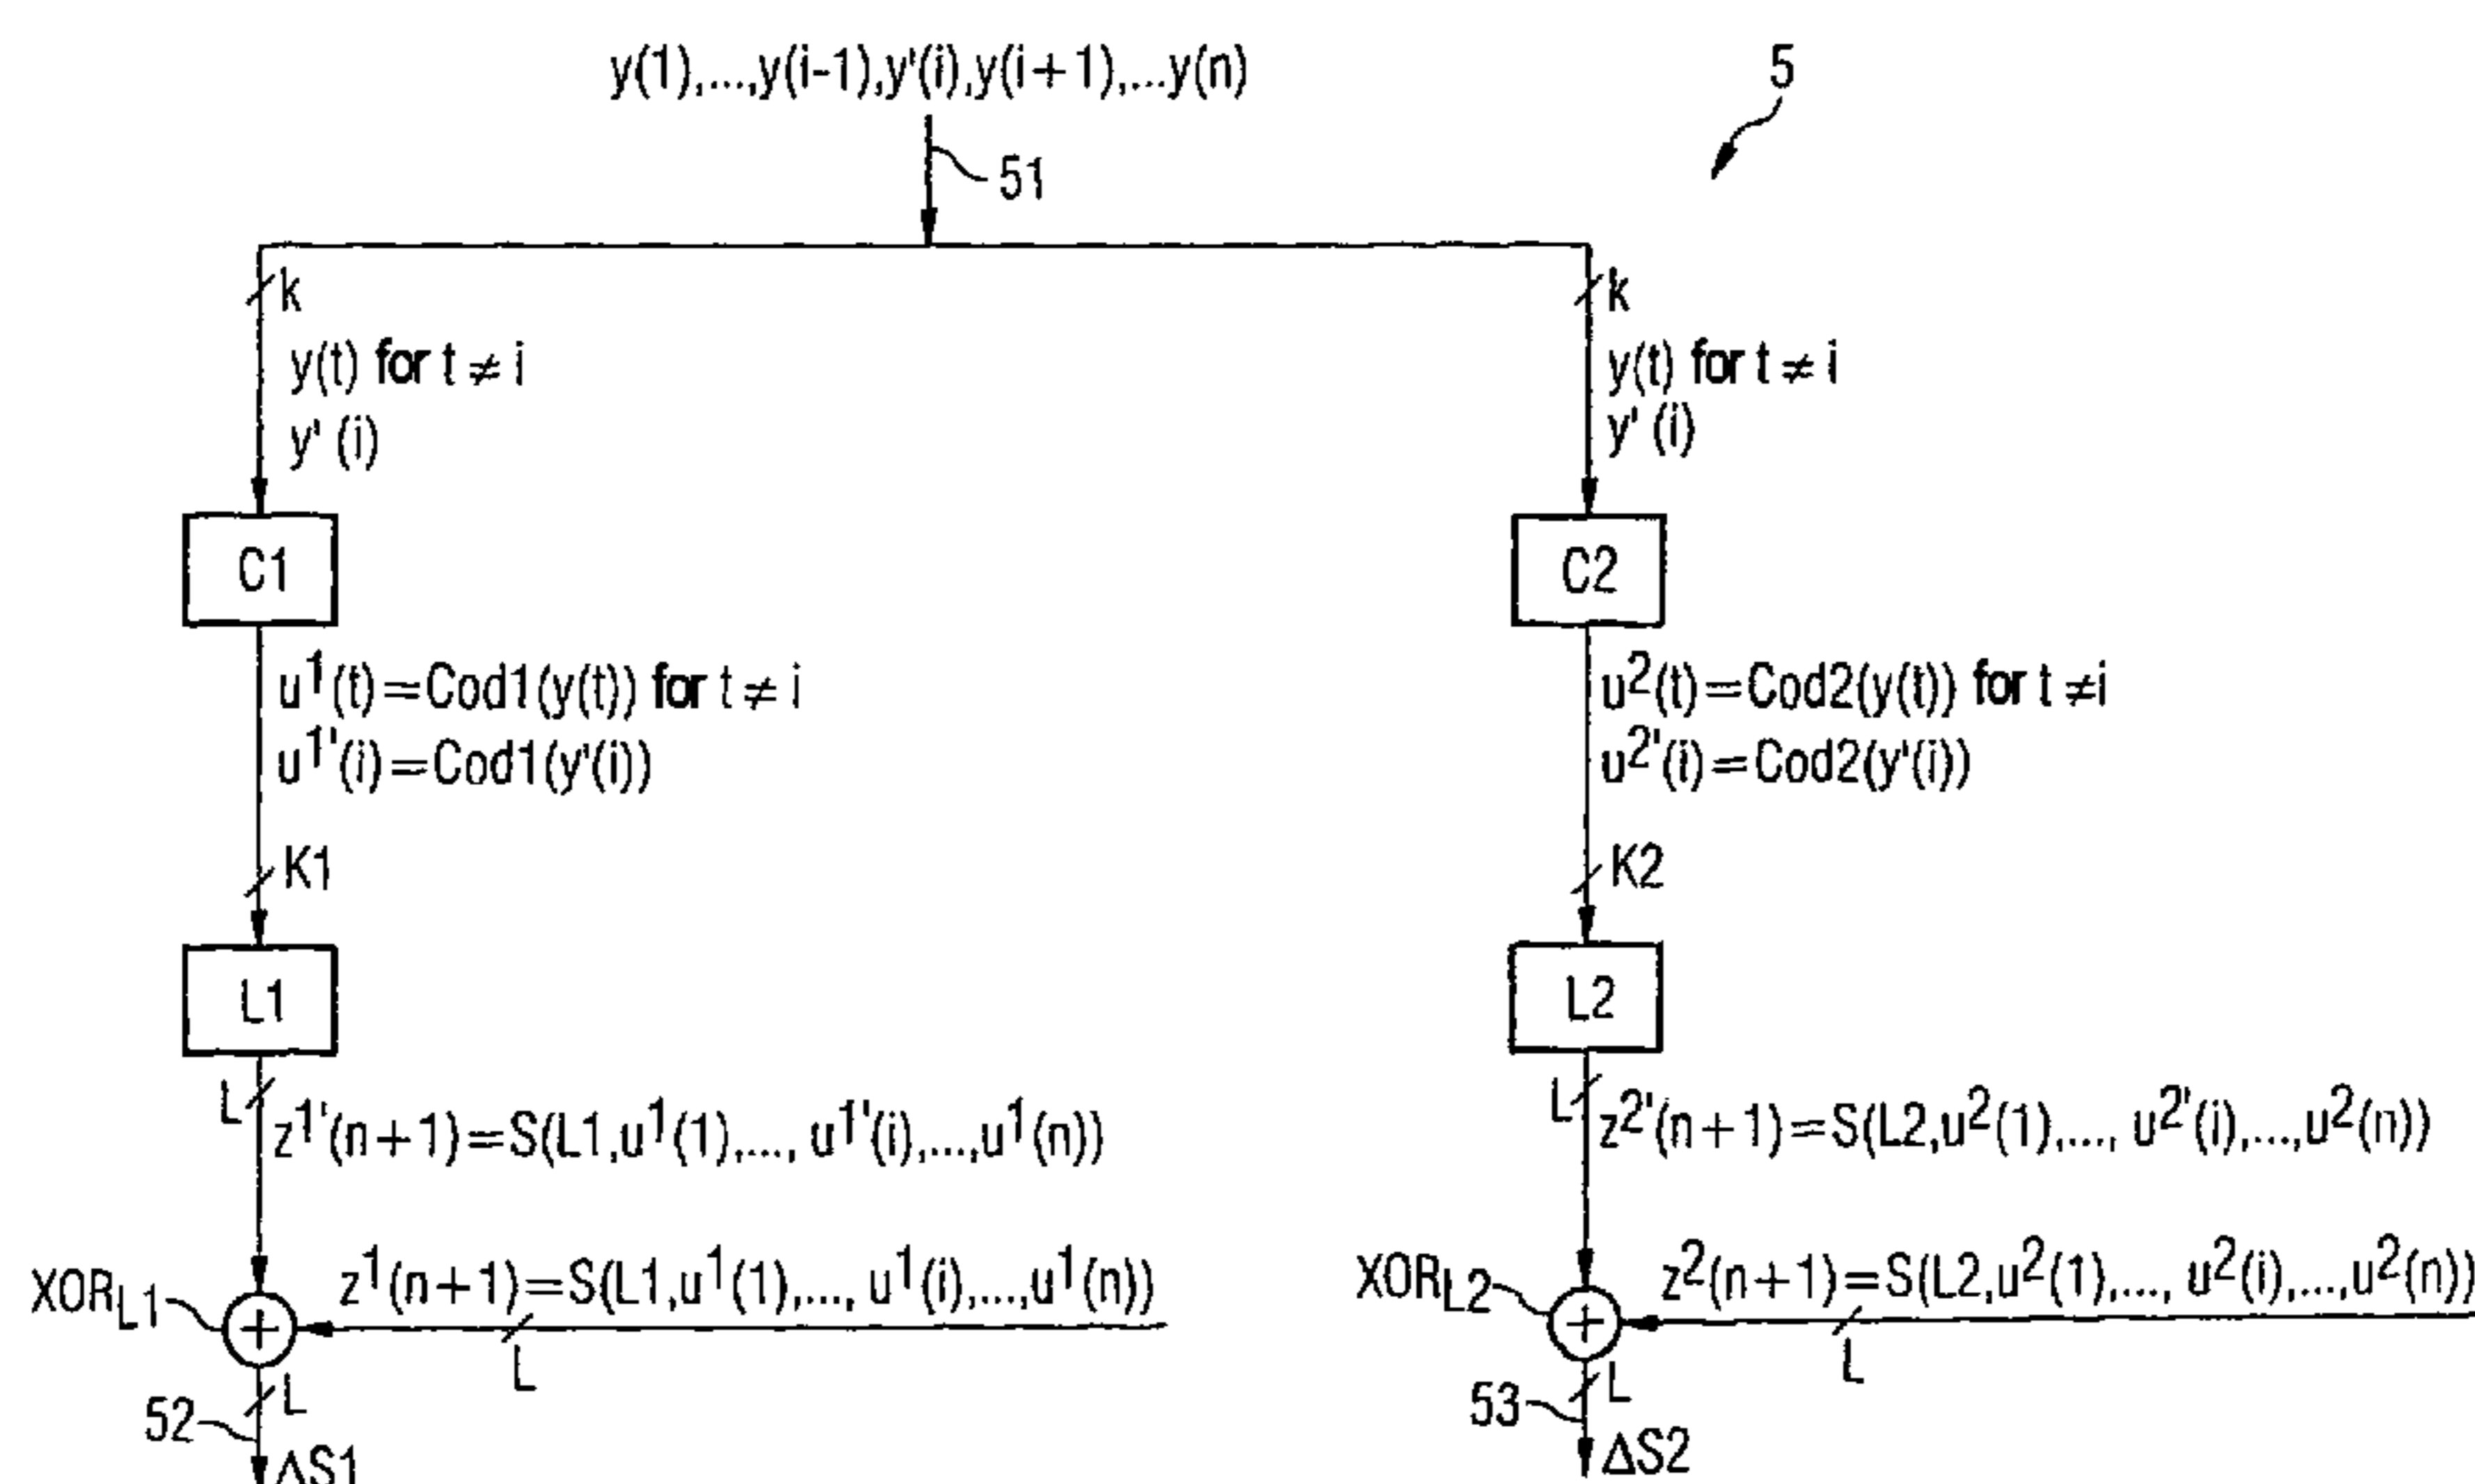 y(1),...,y(i-1),y'(i),y(i+1),...y(n)
5
51
k
k
y(t) for t ≠ i
y'(i)
y(t) for t ≠ i
y'(i)
C1
C2
u¹(t)=Cod1(y(t)) for t ≠ i
u¹'(i)=Cod1(y'(i))
u²(t)=Cod2(y(t)) for t ≠i
u²'(i)=Cod2(y'(i))
K1
K2
L1
L2
L
z¹'(n+1)=S(L1,u¹(1),..., u¹'(i),...,u¹(n))
L
z²'(n+1)=S(L2,u²(1),..., u²'(i),...,u²(n))
XOR_L1
z¹(n+1)=S(L1,u¹(1),..., u¹(i),...,u¹(n))
XOR_L2
z²(n+1)=S(L2,u²(1),..., u²(i),...,u²(n))
L
L
L
L
52
53
ΔS1
ΔS2